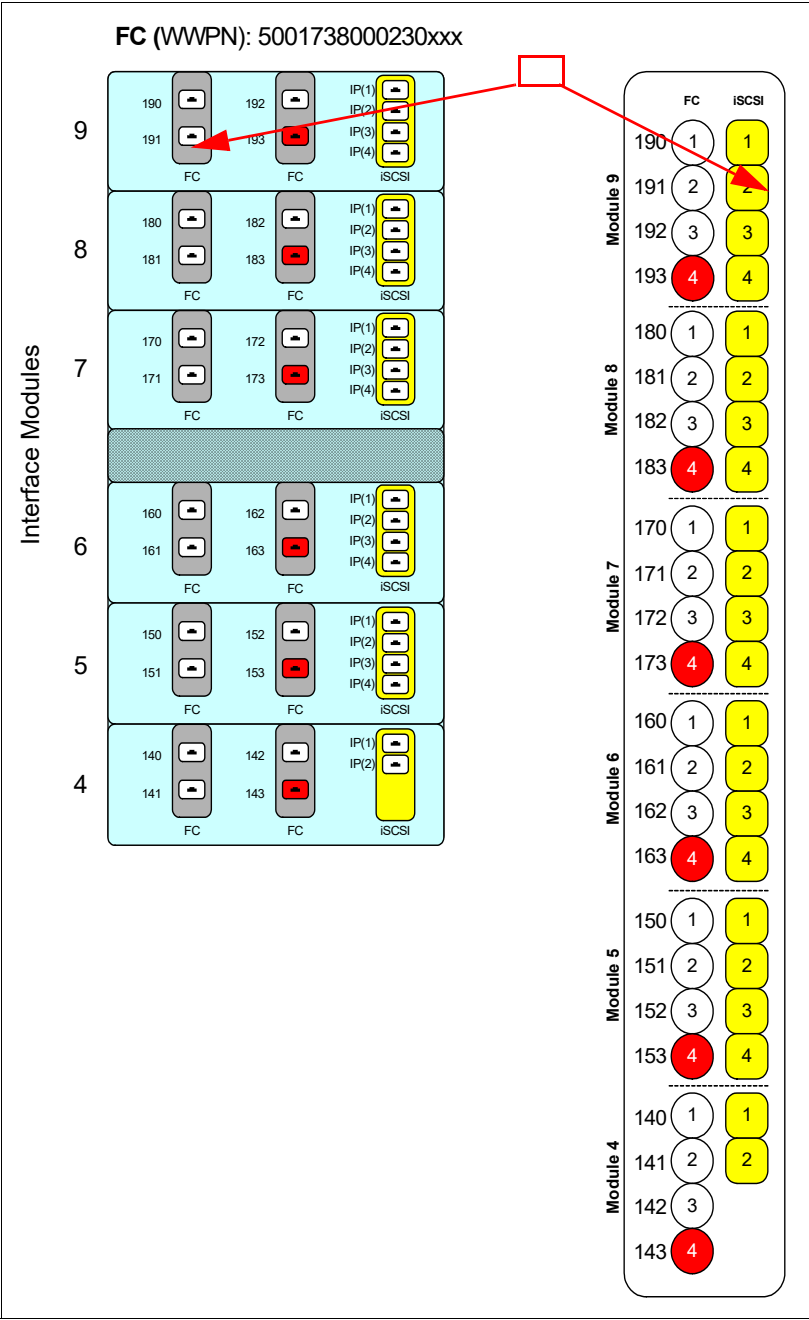 FC (WWPN): 5001738000230xxx
Interface Modules
9
190
192
IP(1)
IP(2)
191
193
IP(3)
IP(4)
FC
FC
iSCSI
8
180
182
IP(1)
IP(2)
181
183
IP(3)
IP(4)
FC
FC
iSCSI
7
170
172
IP(1)
IP(2)
171
173
IP(3)
IP(4)
FC
FC
iSCSI
6
160
162
IP(1)
IP(2)
161
163
IP(3)
IP(4)
FC
FC
iSCSI
5
150
152
IP(1)
IP(2)
151
153
IP(3)
IP(4)
FC
FC
iSCSI
4
140
142
IP(1)
IP(2)
141
143
FC
FC
iSCSI
FC iSCSI
Module 9
190 1 1
191 2 2
192 3 3
193 4 4
Module 8
180 1 1
181 2 2
182 3 3
183 4 4
Module 7
170 1 1
171 2 2
172 3 3
173 4 4
Module 6
160 1 1
161 2 2
162 3 3
163 4 4
Module 5
150 1 1
151 2 2
152 3 3
153 4 4
Module 4
140 1 1
141 2 2
142 3
143 4